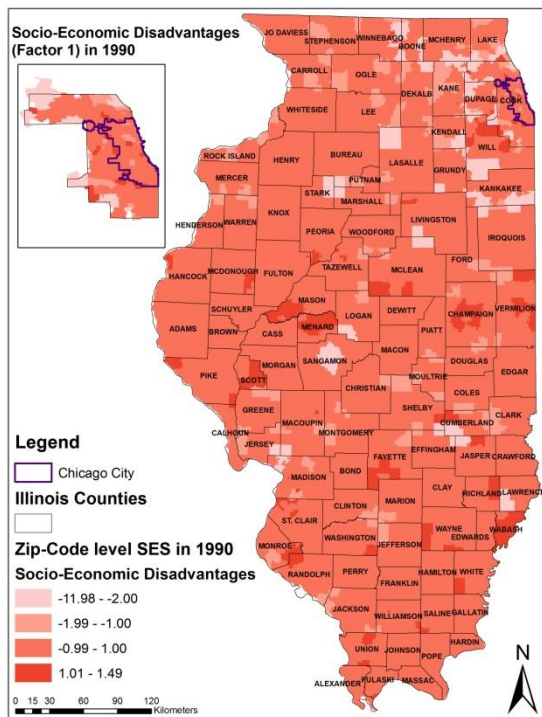 Socio-Economic Disadvantages
(Factor 1) in 1990
JO DAVIESS
STEPHENSON
WINNEBAGO
BOONE
MCHENRY
LAKE
CARROLL
OGLE
DEKALB
KANE
DUPAGE
COOK
WHITESIDE
LEE
KENDALL
WILL
ROCK ISLAND
HENRY
BUREAU
LASALLE
GRUNDY
MERCER
PUTNAM
KANKAKEE
STARK
MARSHALL
KNOX
LIVINGSTON
HENDERSON
WARREN
PEORIA
WOODFORD
IROQUOIS
FORD
HANCOCK
MCDONOUGH
FULTON
TAZEWELL
MCLEAN
MASON
SCHUYLER
LOGAN
DEWITT
CHAMPAIGN
VERMILION
ADAMS
BROWN
CASS
MENARD
PIATT
MACON
MORGAN
SANGAMON
DOUGLAS
EDGAR
PIKE
SCOTT
CHRISTIAN
MOULTRIE
COLES
GREENE
SHELBY
MACOUPIN
CUMBERLAND
CLARK
CALHOUN
JERSEY
MONTGOMERY
FAYETTE
EFFINGHAM
JASPER
CRAWFORD
MADISON
BOND
CLAY
RICHLAND
LAWRENCE
CLINTON
MARION
ST. CLAIR
WAYNE
EDWARDS
WABASH
MONROE
WASHINGTON
JEFFERSON
RANDOLPH
PERRY
HAMILTON
WHITE
FRANKLIN
JACKSON
WILLIAMSON
SALINE
GALLATIN
HARDIN
UNION
JOHNSON
POPE
ALEXANDER
PULASKI
MASSAC
Legend
Chicago City
Illinois Counties
Zip-Code level SES in 1990
Socio-Economic Disadvantages
-11.98 - -2.00
-1.99 - -1.00
-0.99 - 1.00
1.01 - 1.49
0 15 30 60 90 120
Kilometers
N